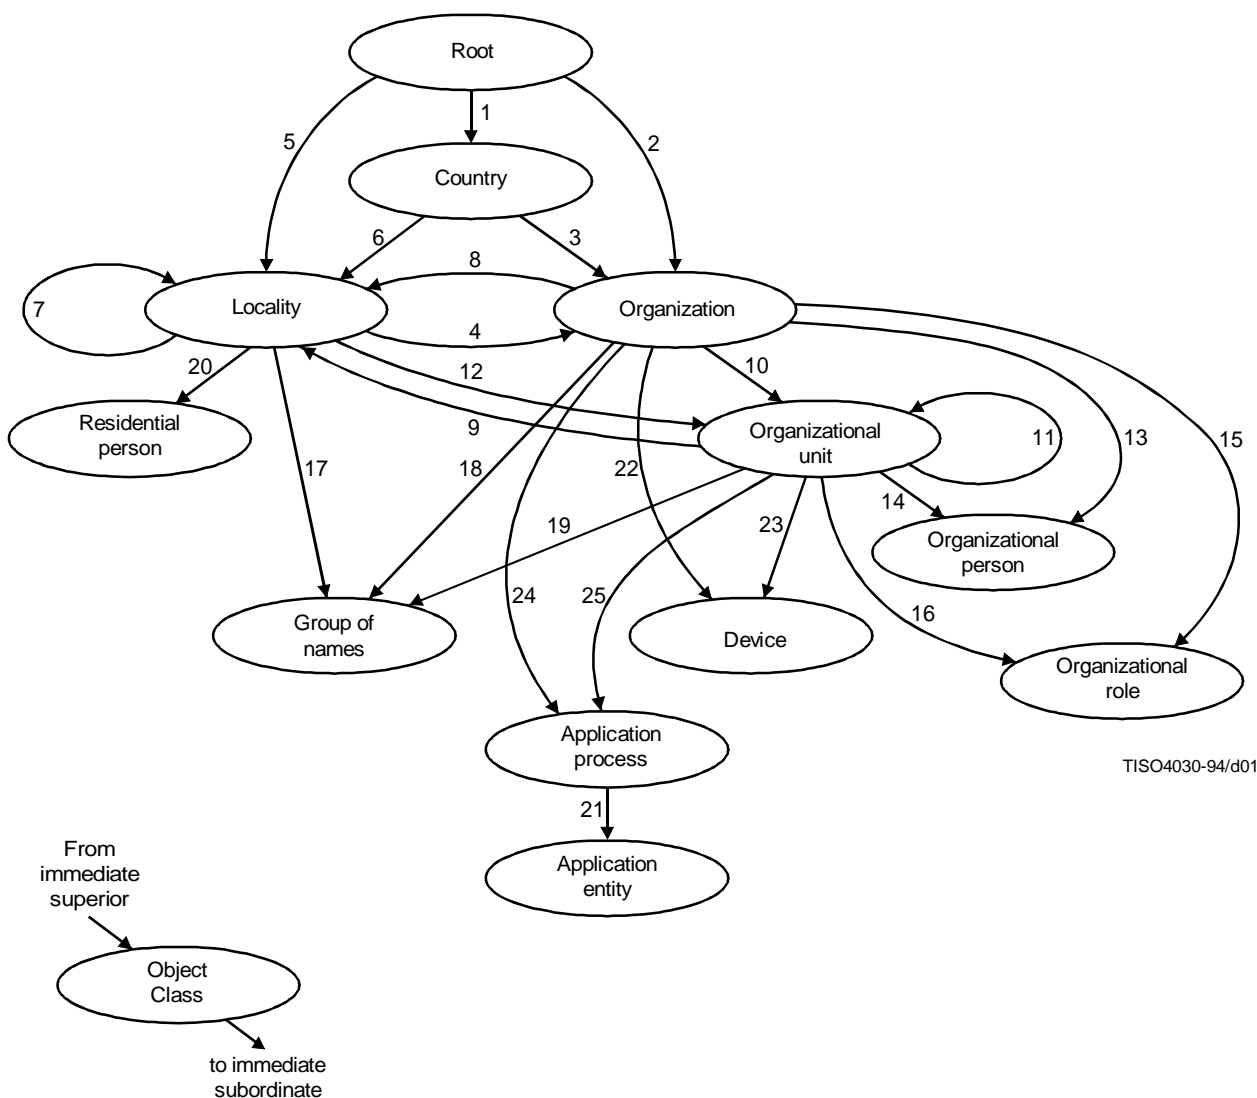 Root
1
5
2
Country
6
3
8
7
Locality
Organization
4
20
12
10
Residential
person
9
Organizational
unit
11
13
15
17
18
22
14
19
23
Organizational
person
24
25
16
Group of
names
Device
Organizational
role
Application
process
TISO4030-94/d01
21
From
immediate
superior
Application
entity
Object
Class
to immediate
subordinate